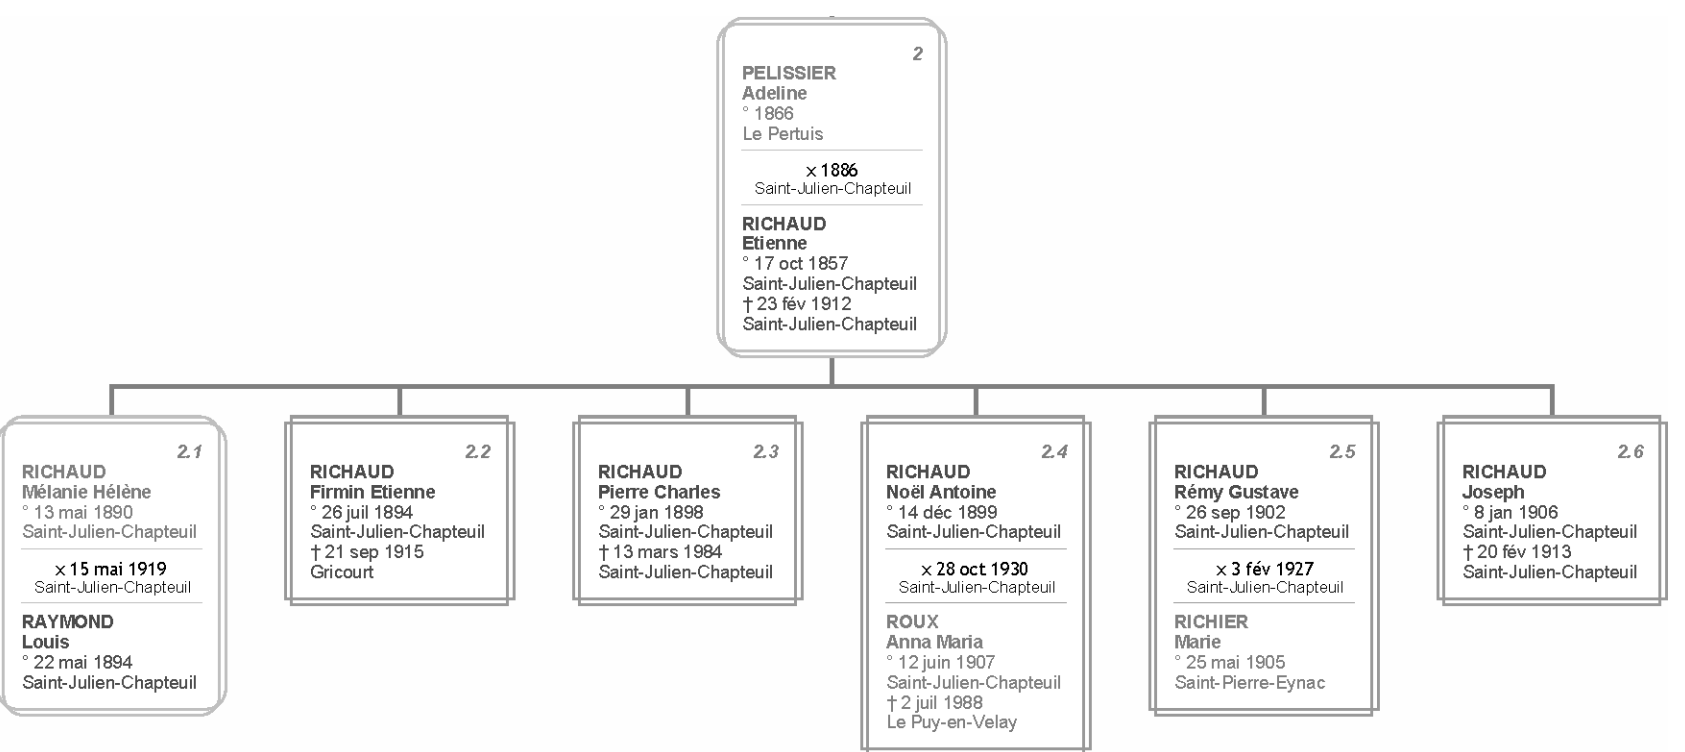 2
PELISSIER
Adeline
° 1866
Le Pertuis
x 1886
Saint-Julien-Chapteuil
RICHAUD
Etienne
° 17 oct 1857
Saint-Julien-Chapteuil
† 23 fév 1912
Saint-Julien-Chapteuil
2.1
RICHAUD
Mélanie Hélène
° 13 mai 1890
Saint-Julien-Chapteuil
x 15 mai 1919
Saint-Julien-Chapteuil
RAYMOND
Louis
° 22 mai 1894
Saint-Julien-Chapteuil
2.2
RICHAUD
Firmin Etienne
° 26 juil 1894
Saint-Julien-Chapteuil
† 21 sep 1915
Gricourt
2.3
RICHAUD
Pierre Charles
° 29 jan 1898
Saint-Julien-Chapteuil
† 13 mars 1984
Saint-Julien-Chapteuil
2.4
RICHAUD
Noël Antoine
° 14 déc 1899
Saint-Julien-Chapteuil
x 28 oct 1930
Saint-Julien-Chapteuil
ROUX
Anna Maria
° 12 juin 1907
Saint-Julien-Chapteuil
† 2 juil 1988
Le Puy-en-Velay
2.5
RICHAUD
Rémy Gustave
° 26 sep 1902
Saint-Julien-Chapteuil
x 3 fév 1927
Saint-Julien-Chapteuil
RICHIER
Marie
° 25 mai 1905
Saint-Pierre-Eynac
2.6
RICHAUD
Joseph
° 8 jan 1906
Saint-Julien-Chapteuil
† 20 fév 1913
Saint-Julien-Chapteuil